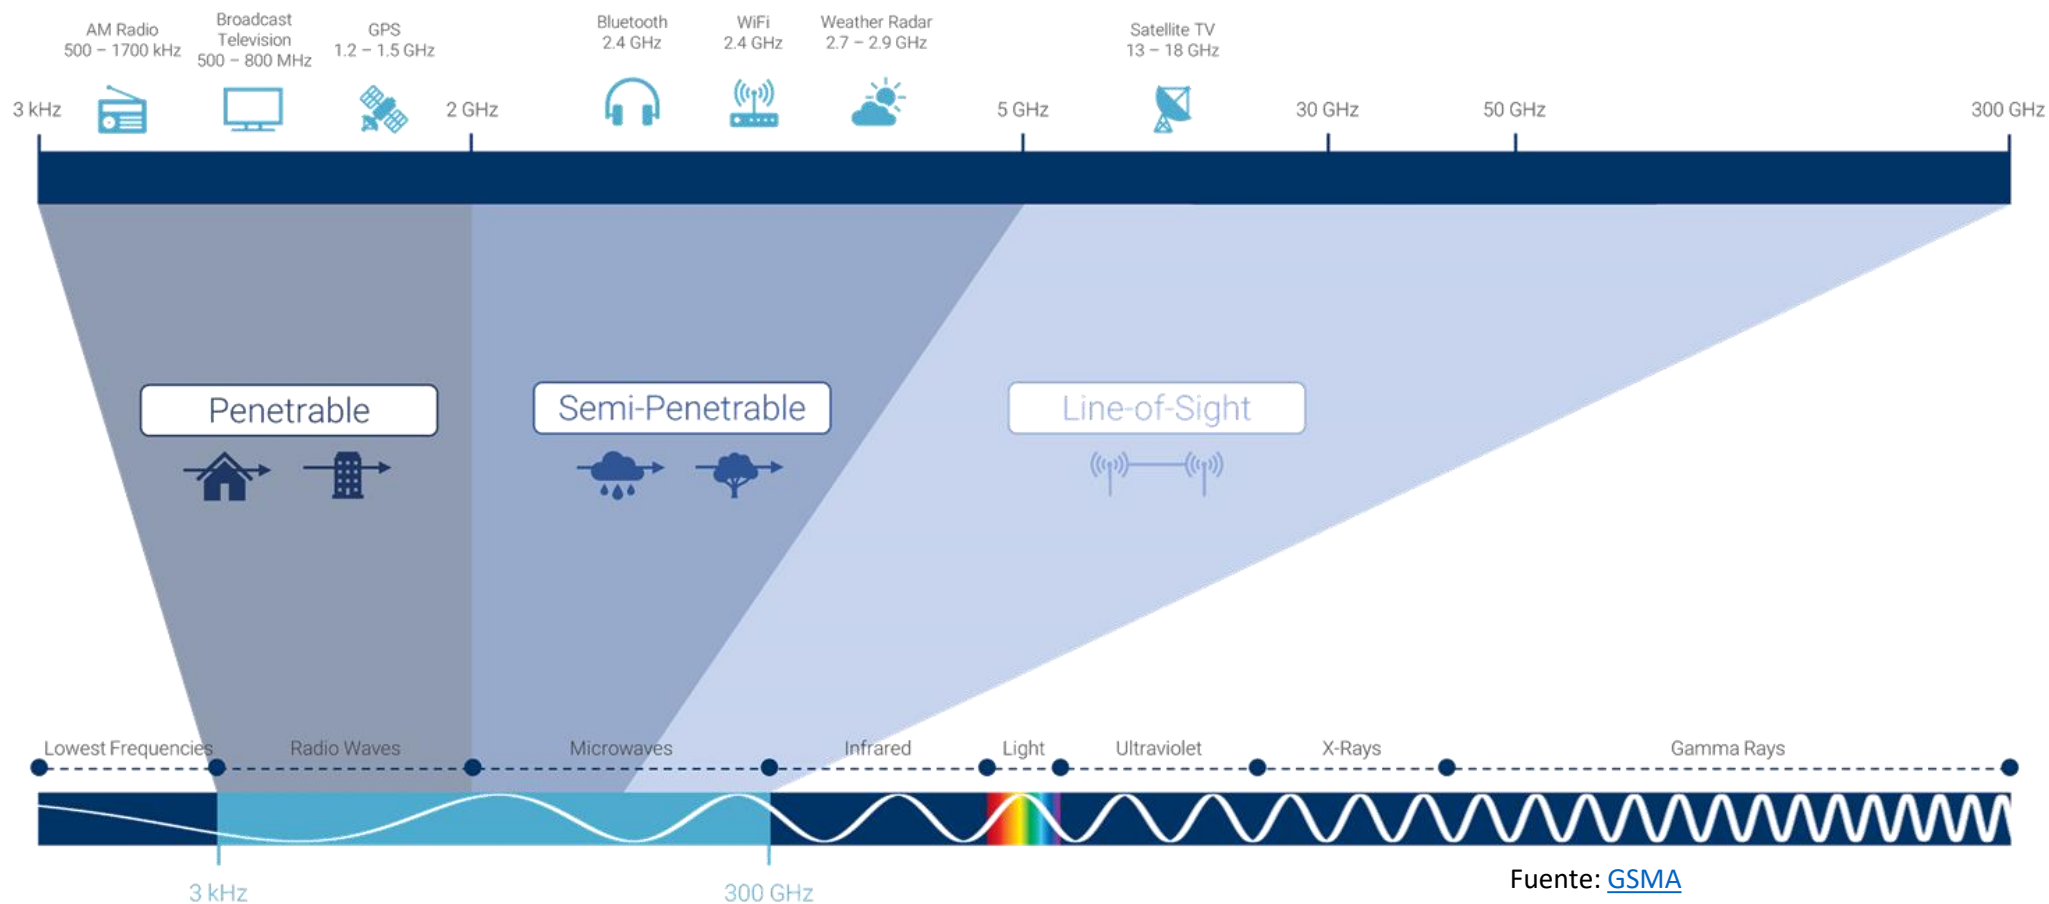 AM Radio
500 – 1700 kHz
Broadcast
Television
500 – 800 MHz
GPS
1.2 – 1.5 GHz
Bluetooth
2.4 GHz
WiFi
2.4 GHz
Weather Radar
2.7 – 2.9 GHz
Satellite TV
13 – 18 GHz
3 kHz
2 GHz
5 GHz
30 GHz
50 GHz
300 GHz
Penetrable
Semi-Penetrable
Line-of-Sight
Lowest Frequencies
Radio Waves
Microwaves
Infrared
Light
Ultraviolet
X-Rays
Gamma Rays
3 kHz
300 GHz
Fuente: GSMA